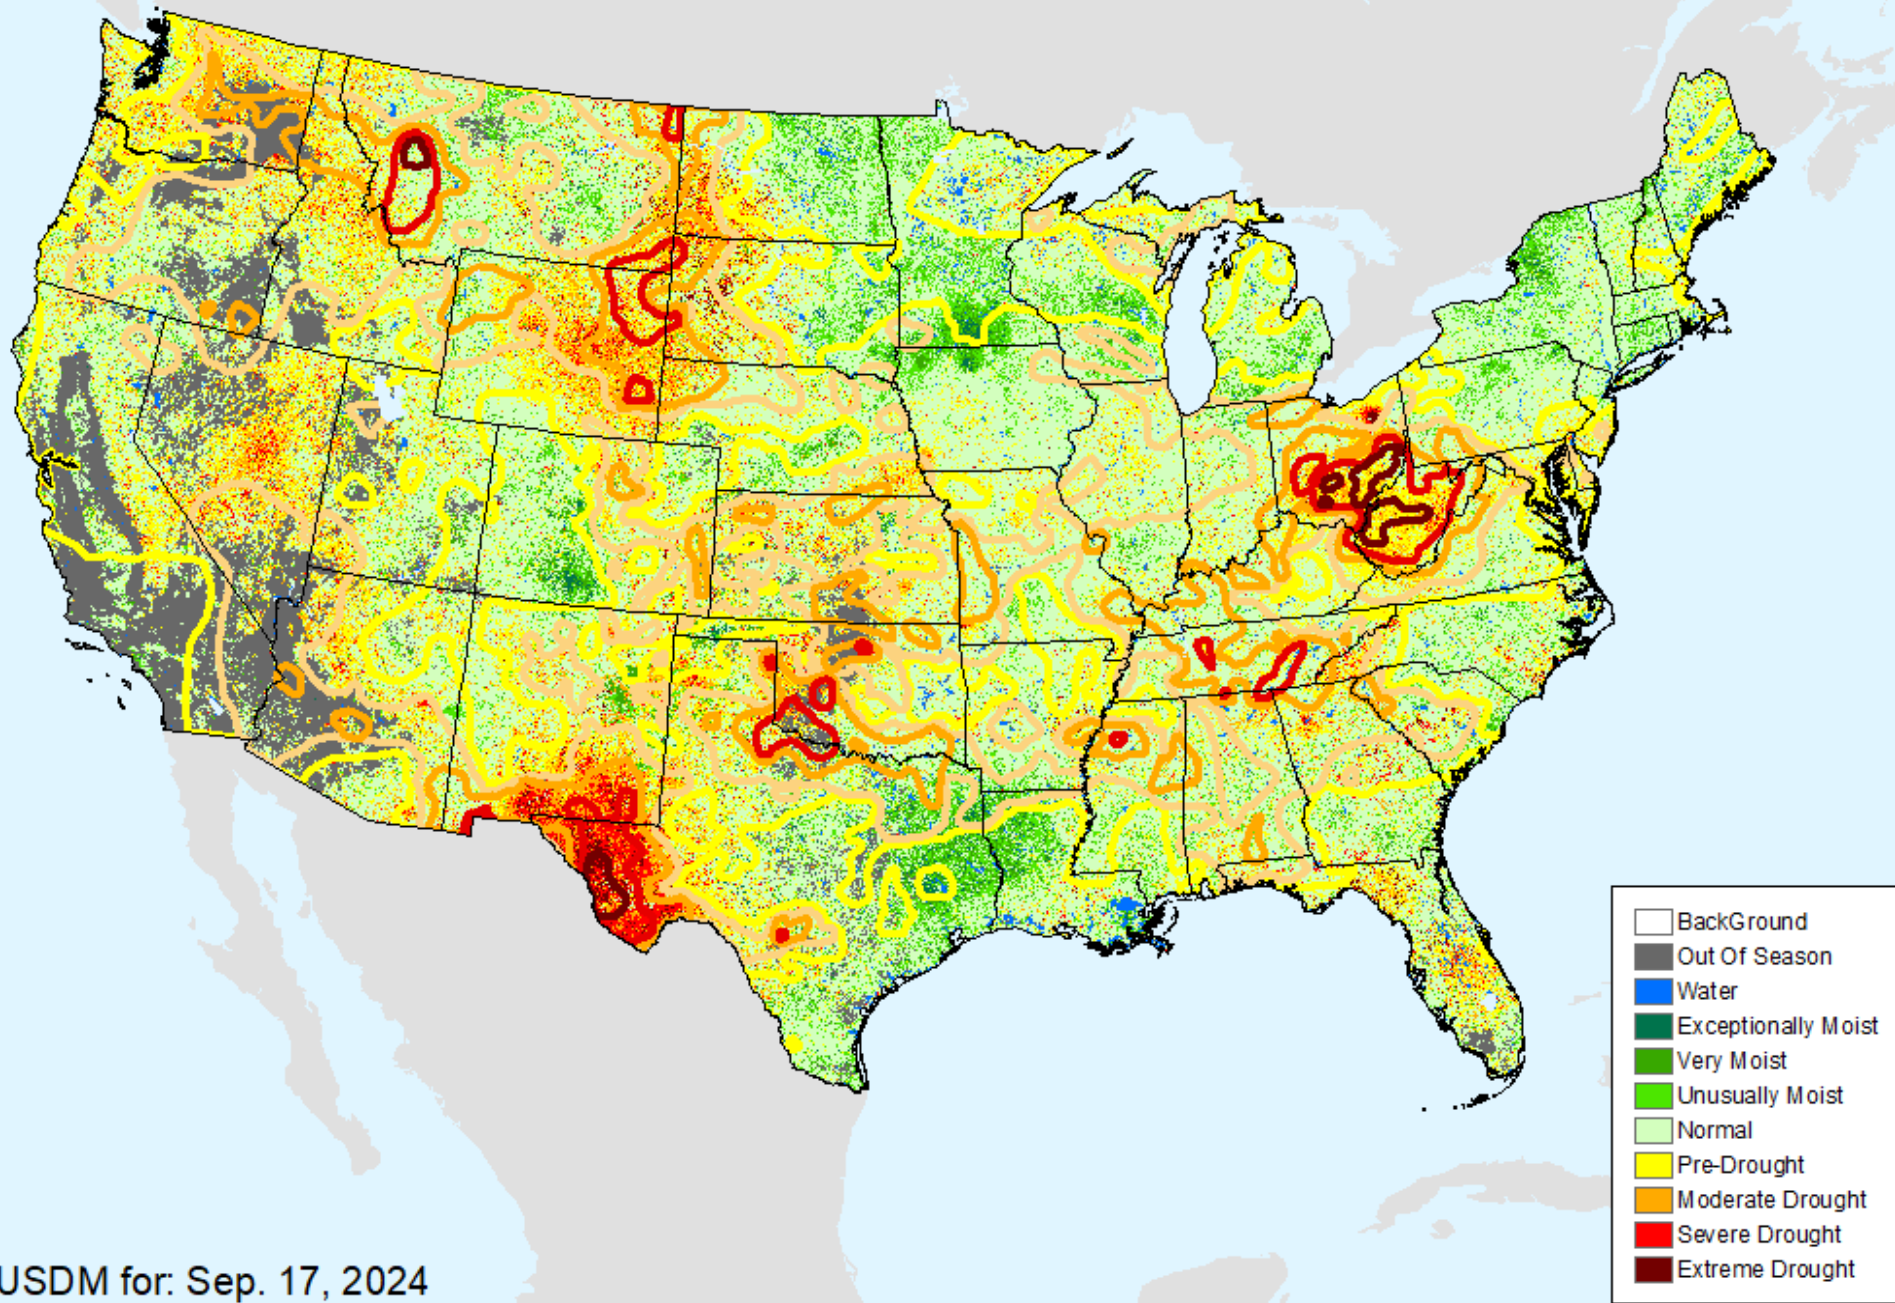 BackGround
Out Of Season
Water
Exceptionally Moist
Very Moist
Unusually Moist
Normal
Pre-Drought
Moderate Drought
Severe Drought
Extreme Drought
USDM for: Sep. 17, 2024